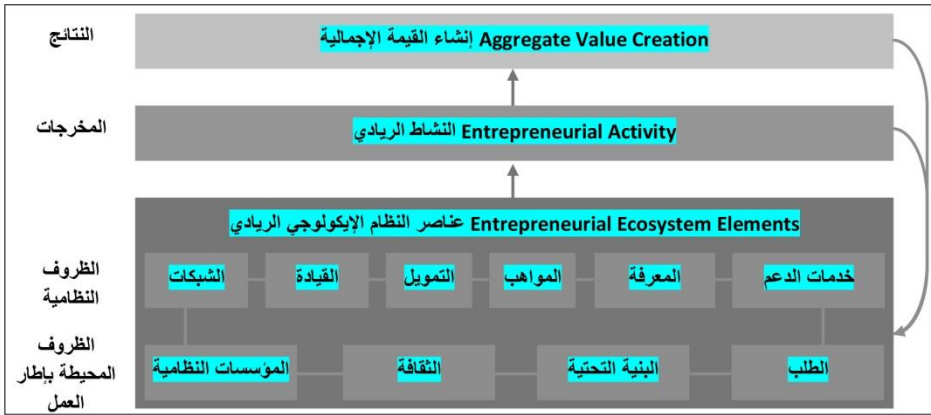 النتائج
إنشاء القيمة الإجمالية Aggregate Value Creation
المخرجات
النشاط الريادي Entrepreneurial Activity
عناصر النظام الإيكولوجي الريادي Entrepreneurial Ecosystem Elements
الظروف
النظامية
الشبكات
القيادة
التمويل
المواهب
المعرفة
خدمات الدعم
الظروف
المحيطة بإطار
العمل
المؤسسات النظامية
الثقافة
البنية التحتية
الطلب